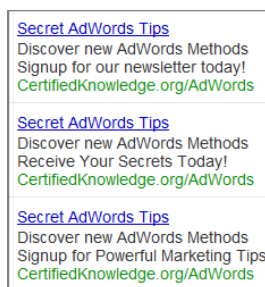 Secret AdWords Tips
Discover new AdWords Methods
Signup for our newsletter today!
CertifiedKnowledge.org/AdWords
Secret AdWords Tips
Discover new AdWords Methods
Receive Your Secrets Today!
CertifiedKnowledge.org/AdWords
Secret AdWords Tips
Discover new AdWords Methods
Signup for Powerful Marketing Tips
CertifiedKnowledge.org/AdWords